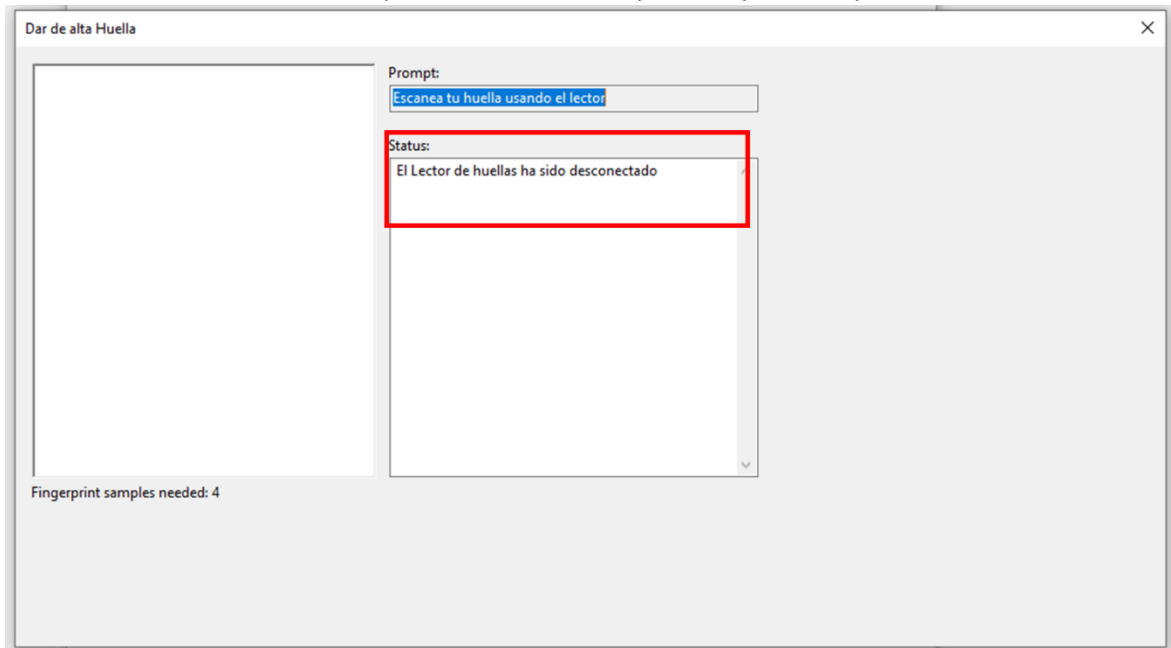 Dar de alta Huella
Prompt:
Escanea tu huella usando el lector
Status:
El Lector de huellas ha sido desconectado
Fingerprint samples needed: 4